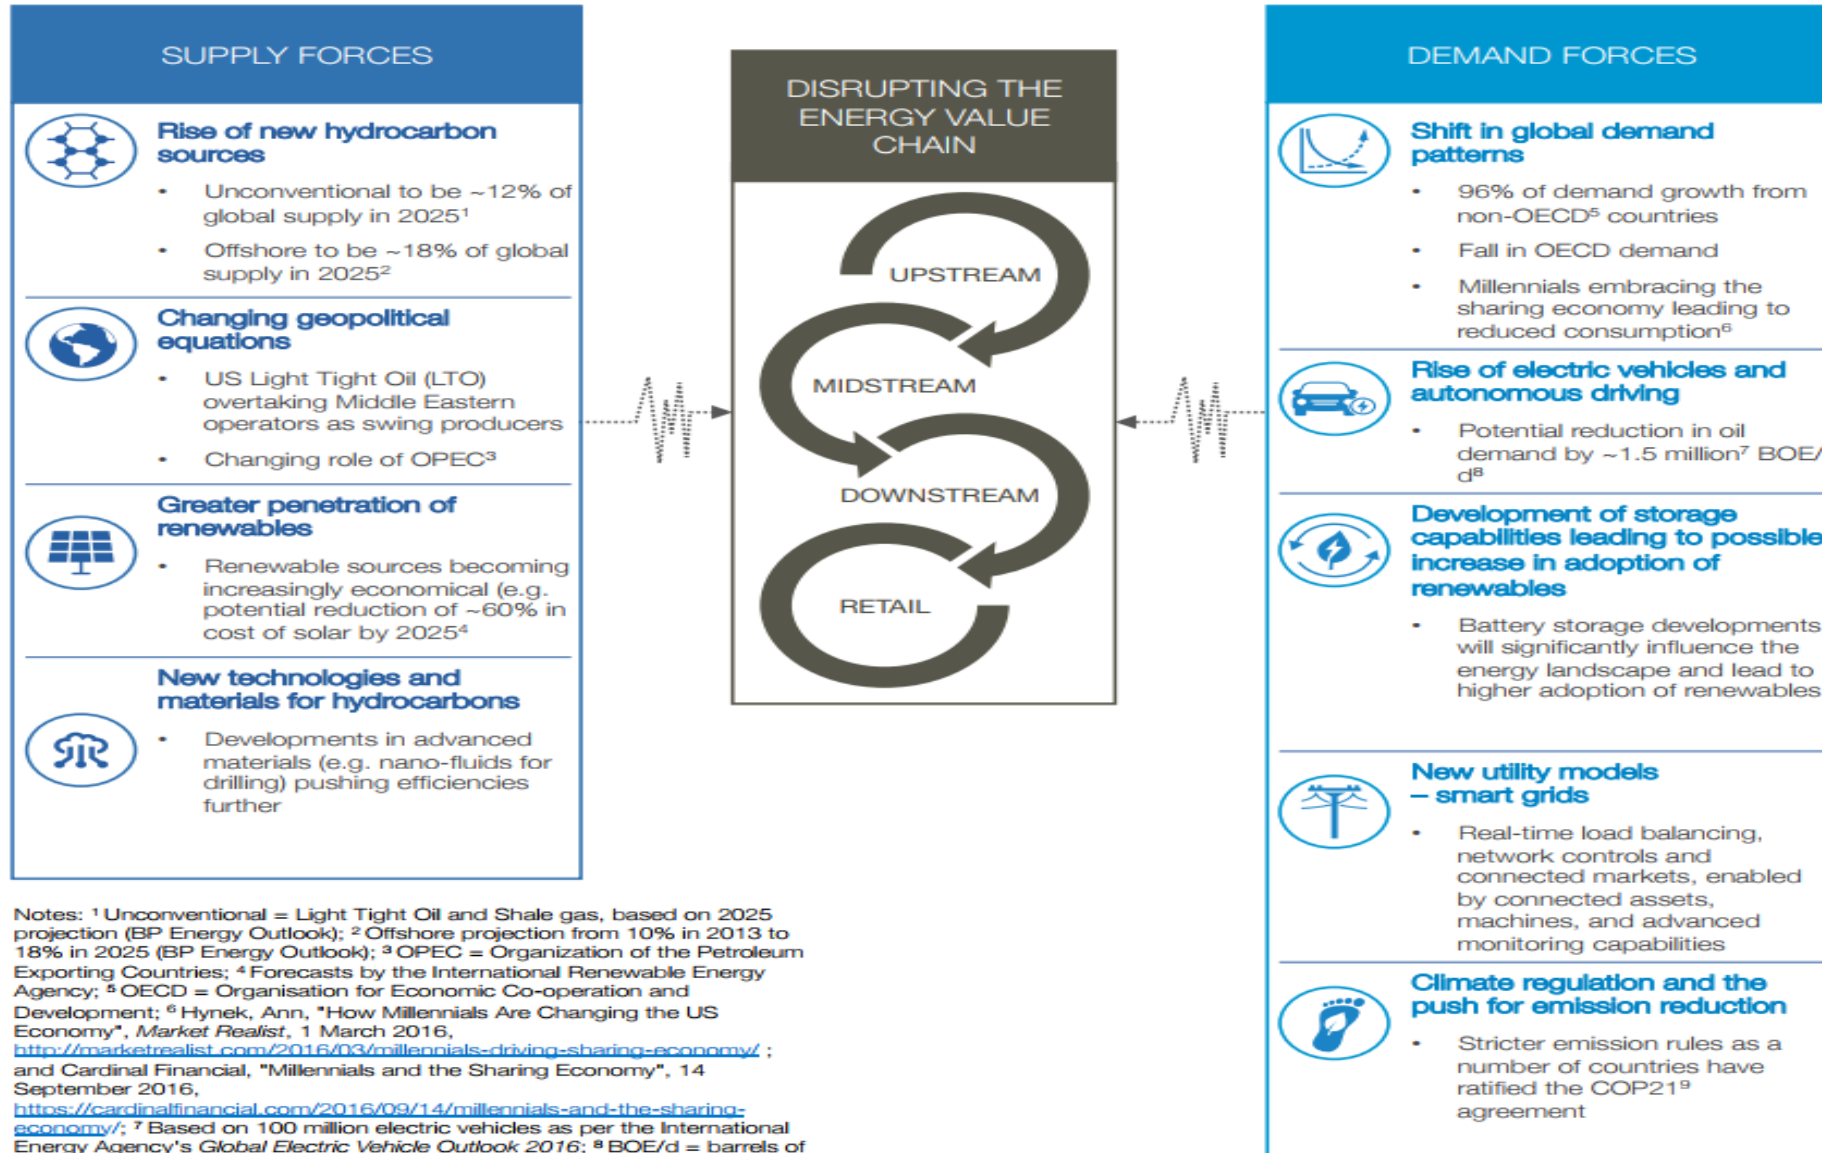 SUPPLY FORCES
Rise of new hydrocarbon
sources
• Unconventional to be ~12% of
global supply in 2025¹
• Offshore to be ~18% of global
supply in 2025²
Changing geopolitical
equations
• US Light Tight Oil (LTO)
overtaking Middle Eastern
operators as swing producers
• Changing role of OPEC³
Greater penetration of
renewables
• Renewable sources becoming
increasingly economical (e.g.
potential reduction of ~60% in
cost of solar by 2025⁴
New technologies and
materials for hydrocarbons
• Developments in advanced
materials (e.g. nano-fluids for
drilling) pushing efficiencies
further
DISRUPTING THE
ENERGY VALUE
CHAIN
UPSTREAM
MIDSTREAM
DOWNSTREAM
RETAIL
DEMAND FORCES
Shift in global demand
patterns
• 96% of demand growth from
non-OECD⁵ countries
• Fall in OECD demand
• Millennials embracing the
sharing economy leading to
reduced consumption⁶
Rise of electric vehicles and
autonomous driving
• Potential reduction in oil
demand by ~1.5 million⁷ BOE/
d⁸
Development of storage
capabilities leading to possible
increase in adoption of
renewables
• Battery storage developments
will significantly influence the
energy landscape and lead to
higher adoption of renewables
New utility models
– smart grids
• Real-time load balancing,
network controls and
connected markets, enabled
by connected assets,
machines, and advanced
monitoring capabilities
Climate regulation and the
push for emission reduction
• Stricter emission rules as a
number of countries have
ratified the COP21⁹
agreement
Notes: ¹ Unconventional = Light Tight Oil and Shale gas, based on 2025
projection (BP Energy Outlook); ² Offshore projection from 10% in 2013 to
18% in 2025 (BP Energy Outlook); ³ OPEC = Organization of the Petroleum
Exporting Countries; ⁴ Forecasts by the International Renewable Energy
Agency; ⁵ OECD = Organisation for Economic Co-operation and
Development; ⁶ Hynek, Ann, "How Millennials Are Changing the US
Economy", Market Realist, 1 March 2016,
http://marketrealist.com/2016/03/millennials-driving-sharing-economy/ ;
and Cardinal Financial, "Millennials and the Sharing Economy", 14
September 2016,
https://cardinalfinancial.com/2016/09/14/millennials-and-the-sharing-
economy/; ⁷ Based on 100 million electric vehicles as per the International
Energy Agency's Global Electric Vehicle Outlook 2016; ⁸ BOE/d = barrels of